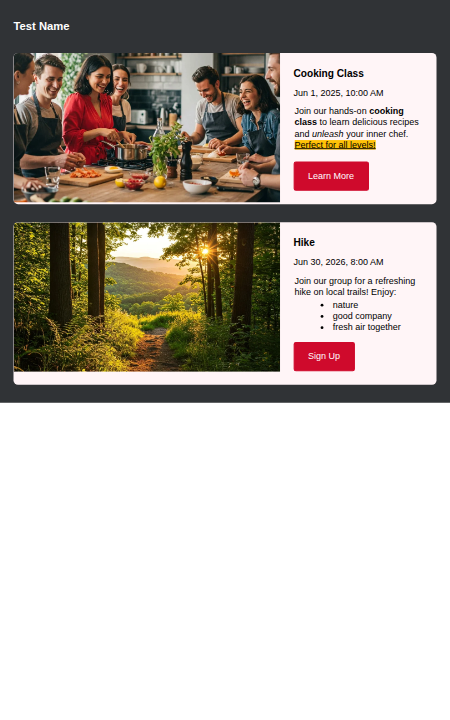 Test Name
Cooking Class
Jun 1, 2025, 10:00 AM
Join our hands-on cooking
class to learn delicious recipes
and unleash your inner chef.
Perfect for all levels!
Learn More
Hike
Jun 30, 2026, 8:00 AM
Join our group for a refreshing
hike on local trails! Enjoy:
• nature
• good company
• fresh air together
Sign Up